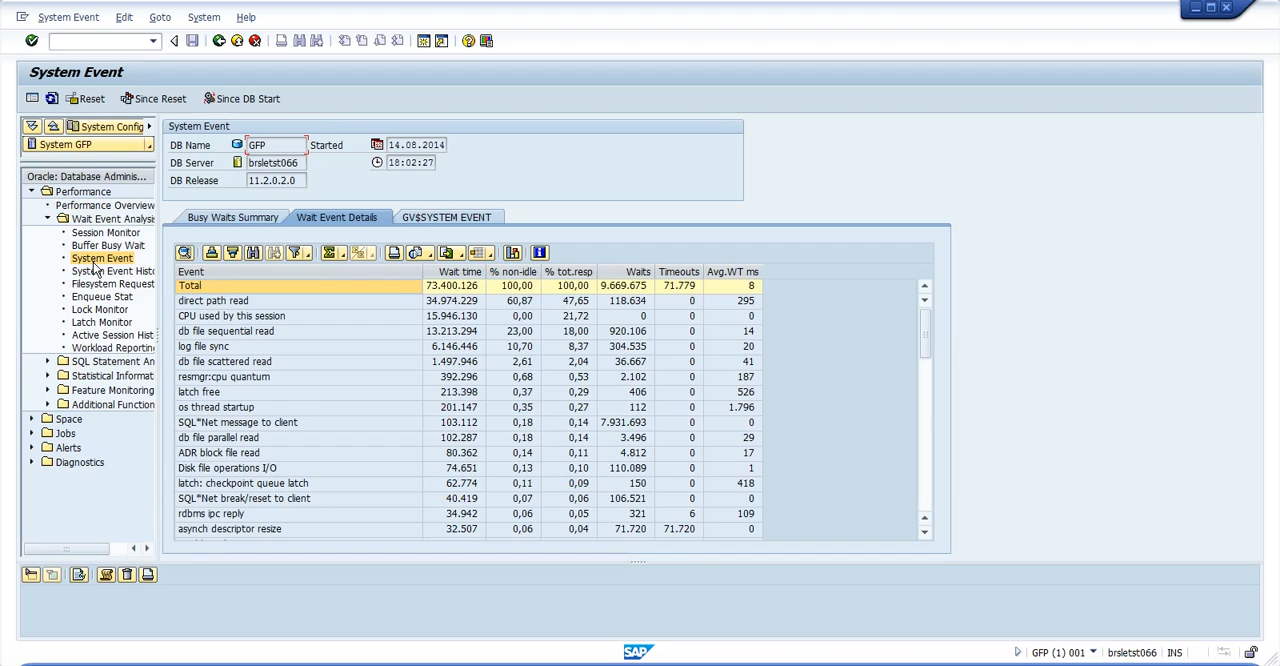 System Event Edit Goto System Help
System Event
Reset Since Reset Since DB Start
System Config
System GFP
System Event
DB Name GFP Started 14.08.2014
DB Server brsletst066 18:02:27
DB Release 11.2.0.2.0
Oracle: Database Adminis...
Performance
Performance Overview
Wait Event Analysis
Session Monitor
Buffer Busy Wait
System Event
System Event Histo
Filesystem Request
Enqueue Stat
Lock Monitor
Latch Monitor
Active Session Hist
Workload Reportin
SQL Statement An
Statistical Informat
Feature Monitoring
Additional Function
Space
Jobs
Alerts
Diagnostics
Busy Waits Summary Wait Event Details GV$SYSTEM EVENT
Event Wait time % non-idle % tot.resp Waits Timeouts Avg.WT ms
Total 73.400.126 100,00 100,00 9.669.675 71.779 8
direct path read 34.974.229 60,87 47,65 118.634 0 295
CPU used by this session 15.946.130 0,00 21,72 0 0 0
db file sequential read 13.213.294 23,00 18,00 920.106 0 14
log file sync 6.146.446 10,70 8,37 304.535 0 20
db file scattered read 1.497.946 2,61 2,04 36.667 0 41
resmgr:cpu quantum 392.296 0,68 0,53 2.102 0 187
latch free 213.398 0,37 0,29 406 0 526
os thread startup 201.147 0,35 0,27 112 0 1.796
SQL*Net message to client 103.112 0,18 0,14 7.931.693 0 0
db file parallel read 102.287 0,18 0,14 3.496 0 29
ADR block file read 80.362 0,14 0,11 4.812 0 17
Disk file operations I/O 74.651 0,13 0,10 110.089 0 1
latch: checkpoint queue latch 62.774 0,11 0,09 150 0 418
SQL*Net break/reset to client 40.419 0,07 0,06 106.521 0 0
rdbms ipc reply 34.942 0,06 0,05 321 6 109
asynch descriptor resize 32.507 0,06 0,04 71.720 71.720 0
SAP
GFP (1) 001 brsletst066 INS